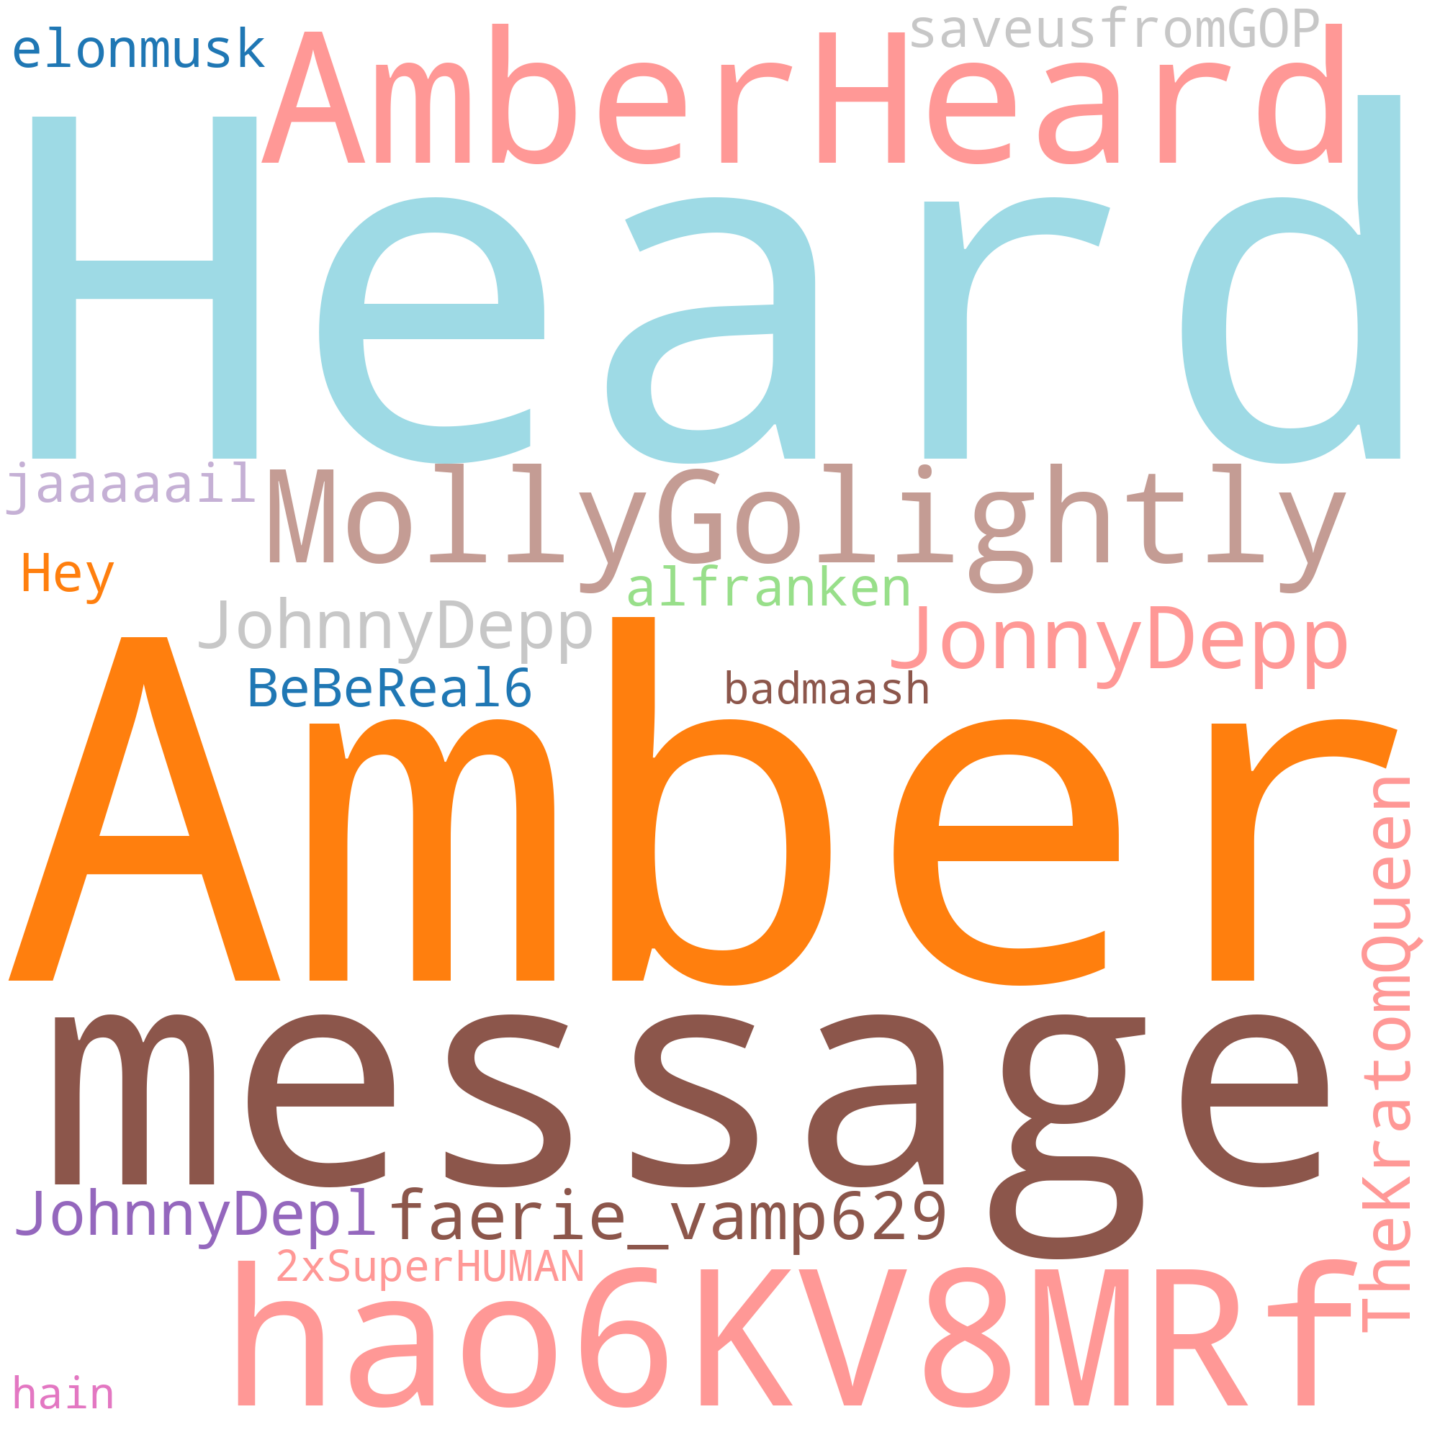 saveusfromGOP
elonmusk
AmberHeard
Heard
jaaaaail
MollyGolightly
Hey
alfranken
JohnnyDepp
JonnyDepp
BeBeReal6
badmaash
Amber
TheKratomQueen
message
JohnnyDepl
faerie_vamp629
2xSuperHUMAN
hao6KV8MRf
hain